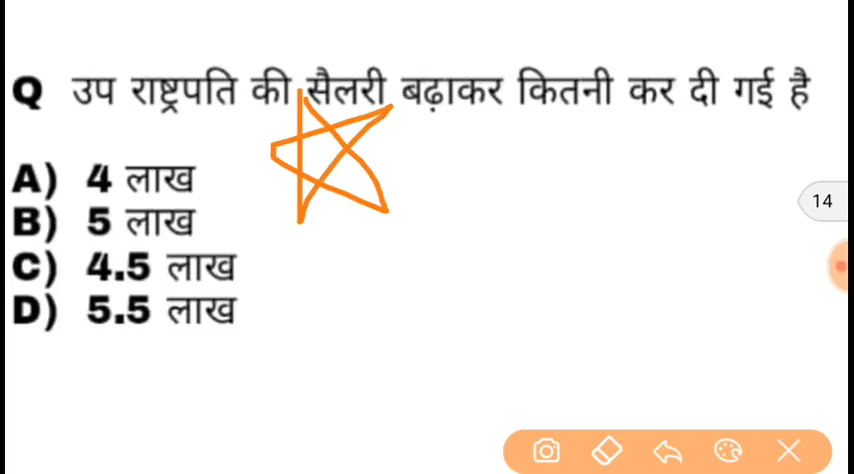 Q उप राष्ट्रपति की सैलरी बढ़ाकर कितनी कर दी गई है
A) 4 लाख
B) 5 लाख
C) 4.5 लाख
D) 5.5 लाख
14